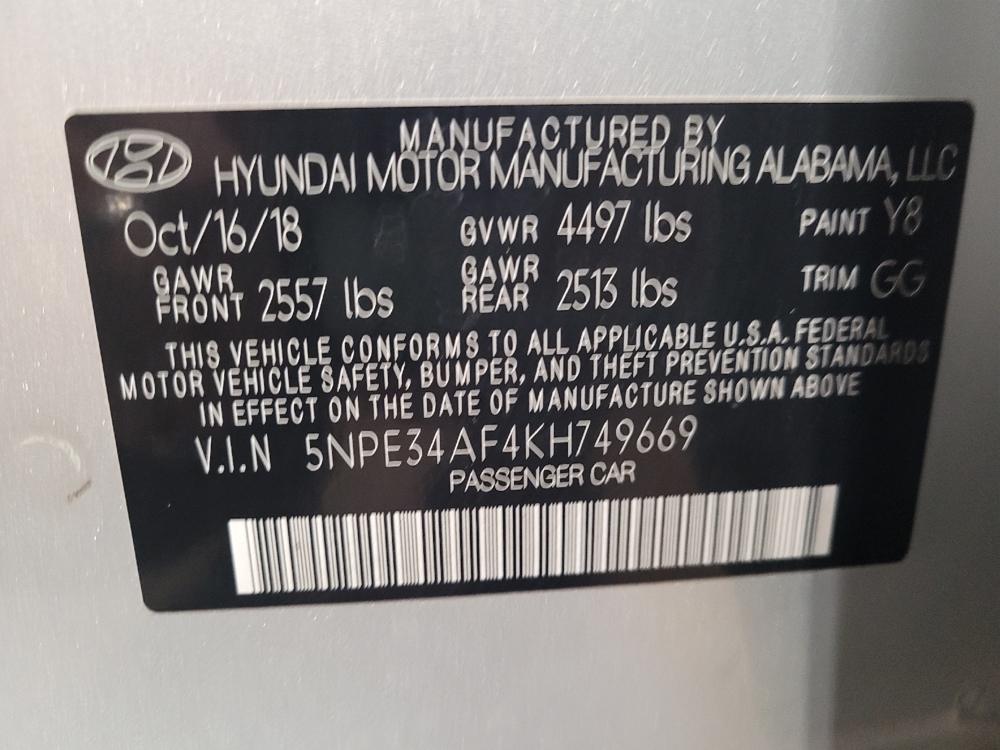 MANUFACTURED BY
HYUNDAI MOTOR MANUFACTURING ALABAMA, LLC
Oct/16/18 GVWR 4497 lbs PAINT Y8
GAWR FRONT 2557 lbs GAWR REAR 2513 lbs TRIM GG
THIS VEHICLE CONFORMS TO ALL APPLICABLE U.S.A. FEDERAL
MOTOR VEHICLE SAFETY, BUMPER, AND THEFT PREVENTION STANDARDS
IN EFFECT ON THE DATE OF MANUFACTURE SHOWN ABOVE
V.I.N 5NPE34AF4KH749669
PASSENGER CAR